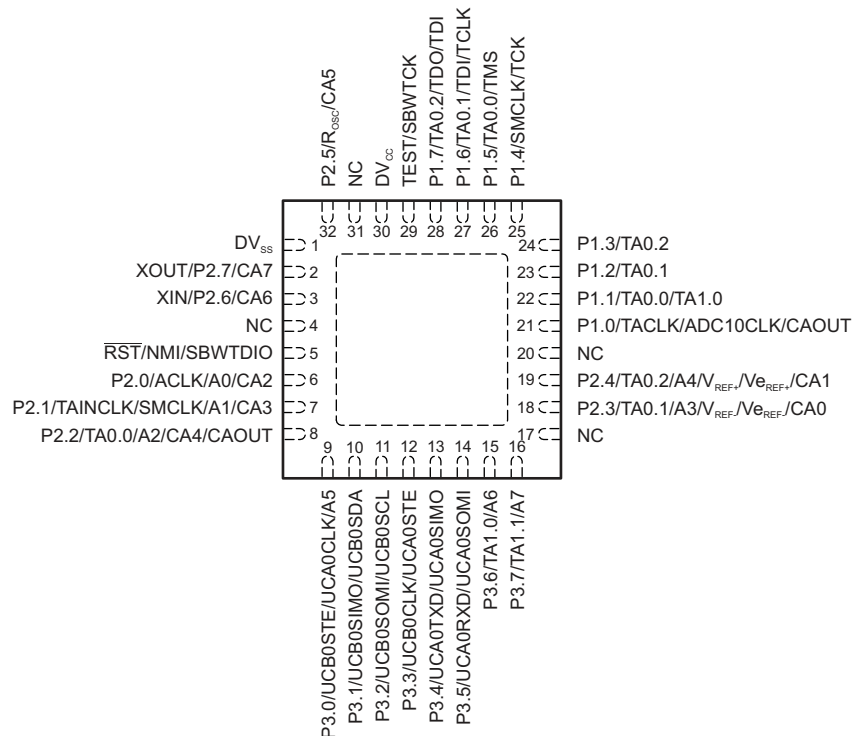 P2.5/Rosc/CA5
NC
DVcc
TEST/SBWTCK
P1.7/TA0.2/TDO/TDI
P1.6/TA0.1/TDI/TCLK
P1.5/TA0.0/TMS
P1.4/SMCLK/TCK
32 31 30 29 28 27 26 25
DVss 1
XOUT/P2.7/CA7 2
XIN/P2.6/CA6 3
NC 4
R̅S̅T̅/NMI/SBWTDIO 5
P2.0/ACLK/A0/CA2 6
P2.1/TAINCLK/SMCLK/A1/CA3 7
P2.2/TA0.0/A2/CA4/CAOUT 8
24 P1.3/TA0.2
23 P1.2/TA0.1
22 P1.1/TA0.0/TA1.0
21 P1.0/TACLK/ADC10CLK/CAOUT
20 NC
19 P2.4/TA0.2/A4/VREF+/VeREF+/CA1
18 P2.3/TA0.1/A3/VREF-/VeREF-/CA0
17 NC
9 10 11 12 13 14 15 16
P3.0/UCB0STE/UCA0CLK/A5
P3.1/UCB0SIMO/UCB0SDA
P3.2/UCB0SOMI/UCB0SCL
P3.3/UCB0CLK/UCA0STE
P3.4/UCA0TXD/UCA0SIMO
P3.5/UCA0RXD/UCA0SOMI
P3.6/TA1.0/A6
P3.7/TA1.1/A7